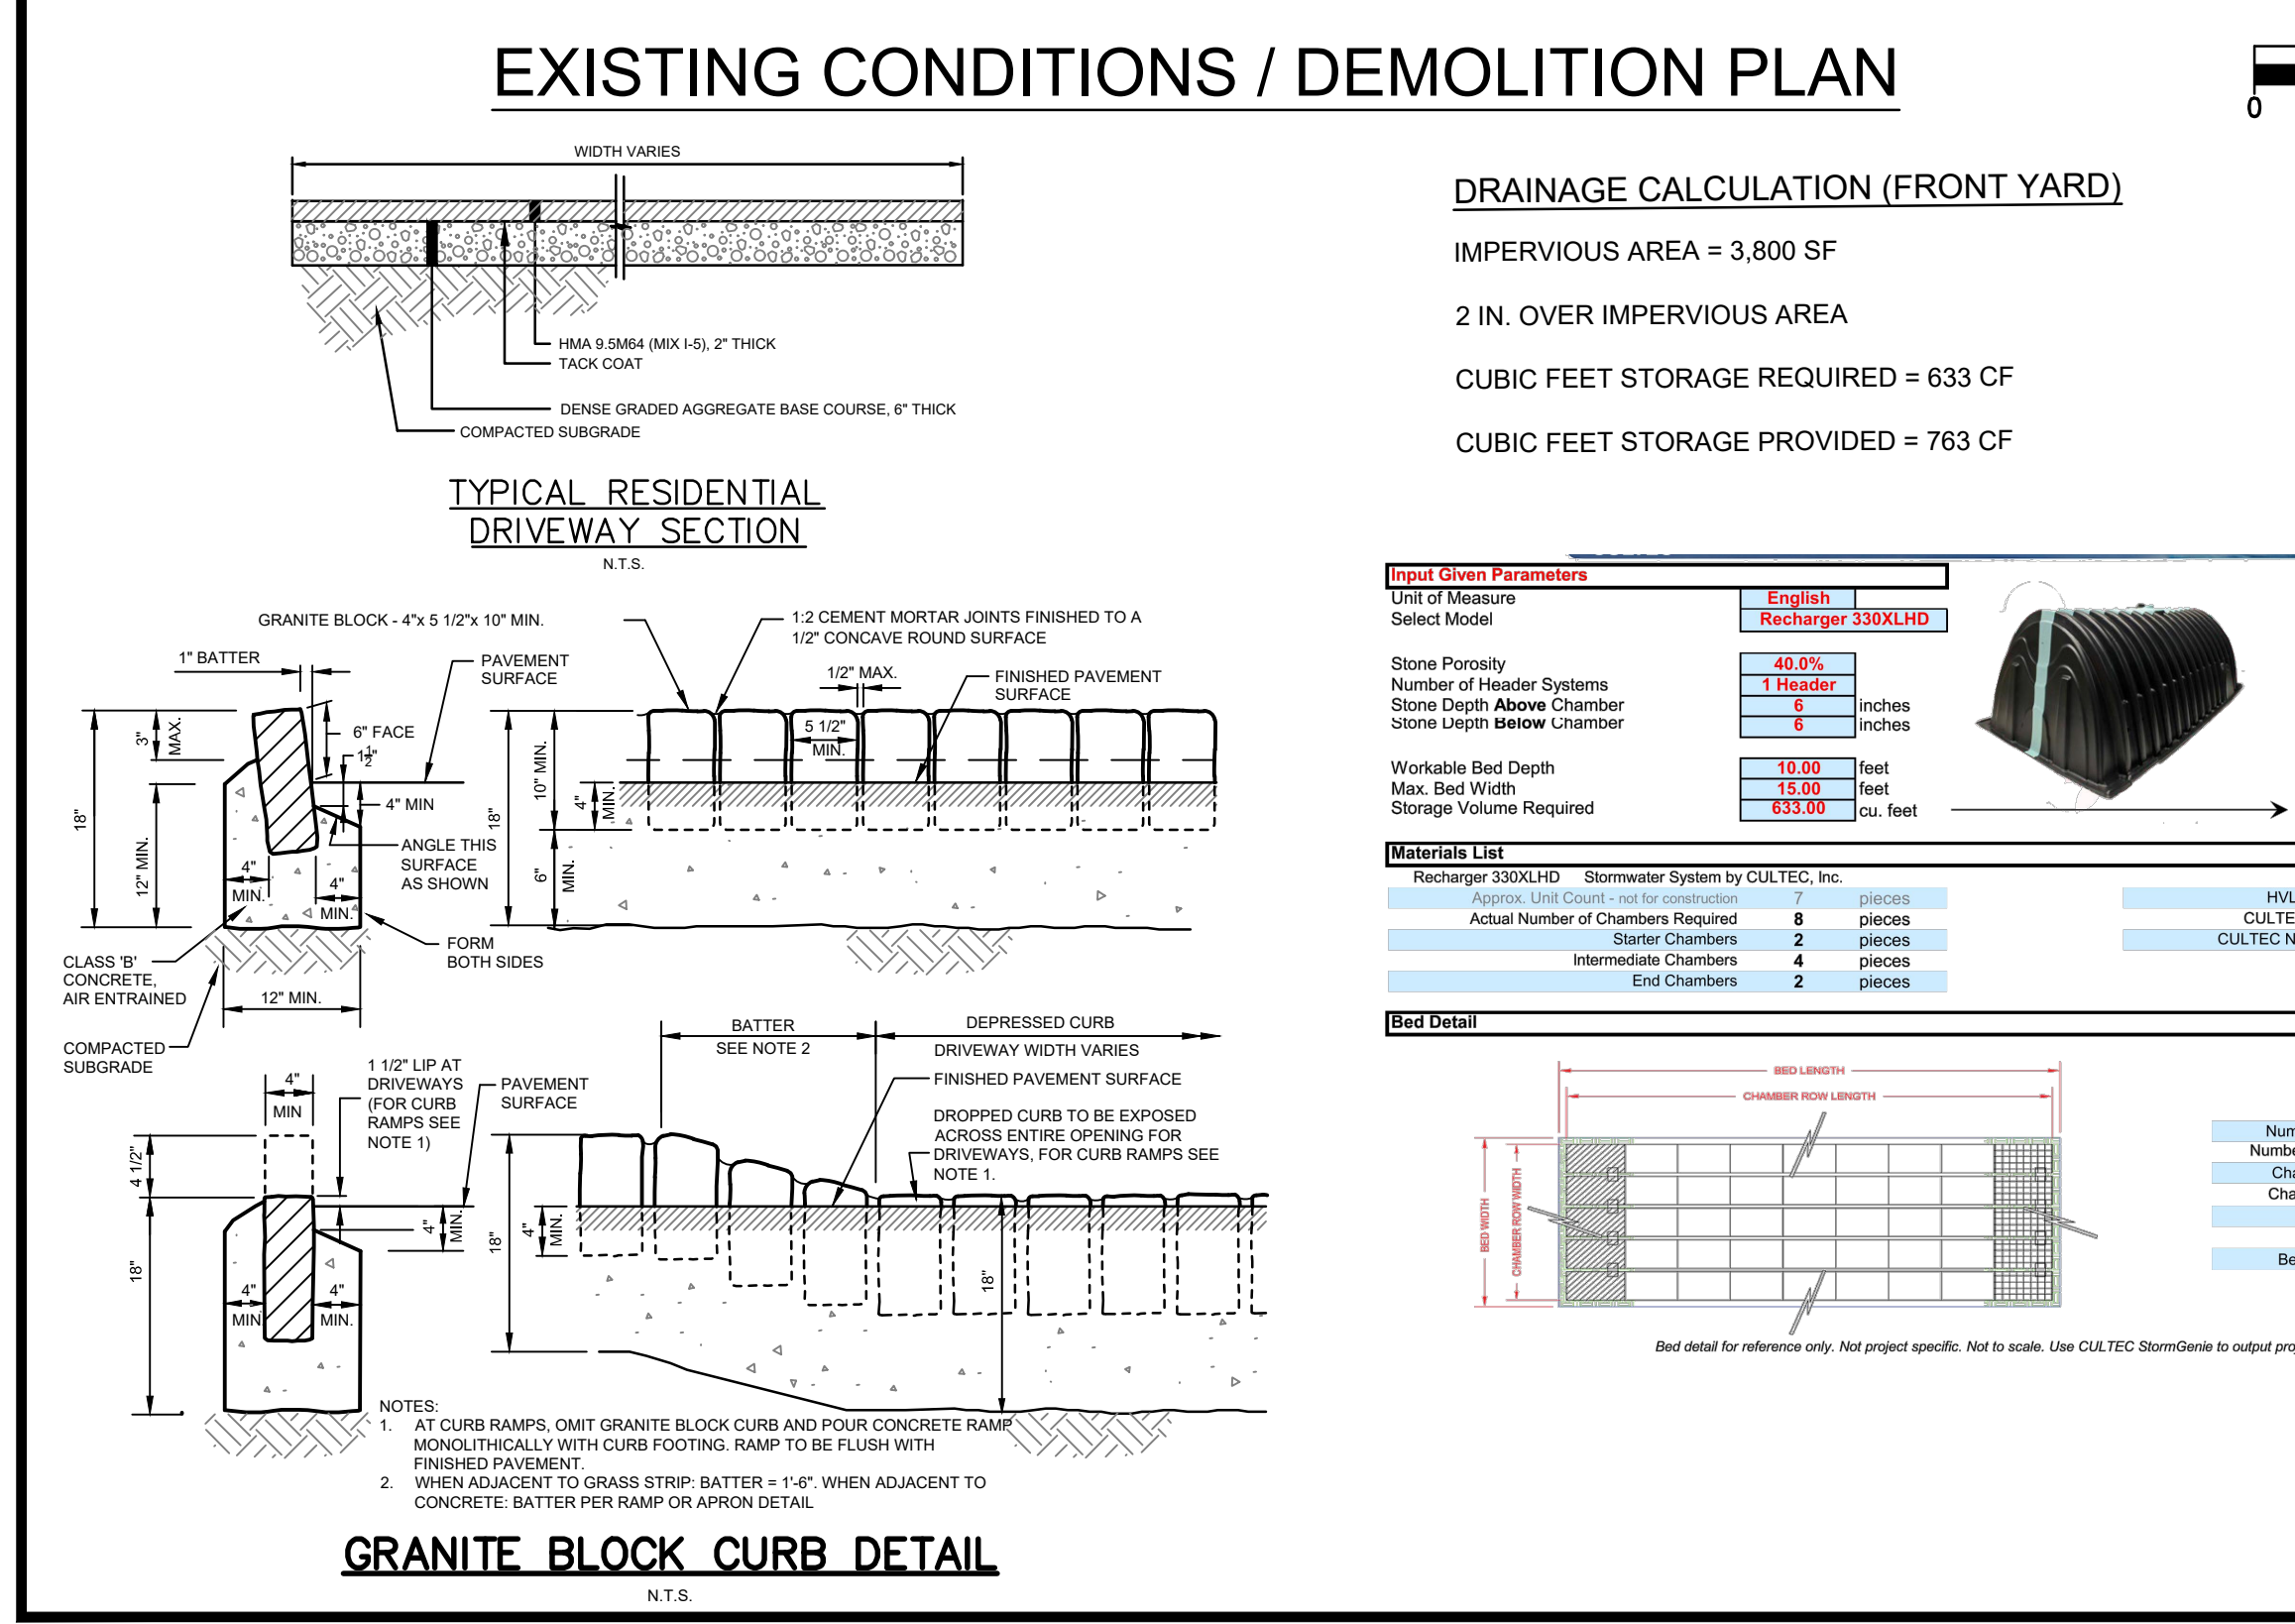 EXISTING CONDITIONS / DEMOLITION PLAN
0
WIDTH VARIES
HMA 9.5M64 (MIX I-5), 2" THICK
TACK COAT
DENSE GRADED AGGREGATE BASE COURSE, 6" THICK
COMPACTED SUBGRADE
TYPICAL RESIDENTIAL
DRIVEWAY SECTION
N.T.S.
DRAINAGE CALCULATION (FRONT YARD)
IMPERVIOUS AREA = 3,800 SF
2 IN. OVER IMPERVIOUS AREA
CUBIC FEET STORAGE REQUIRED = 633 CF
CUBIC FEET STORAGE PROVIDED = 763 CF
GRANITE BLOCK - 4"x 5 1/2"x 10" MIN.
1:2 CEMENT MORTAR JOINTS FINISHED TO A
1/2" CONCAVE ROUND SURFACE
1" BATTER
PAVEMENT
SURFACE
1/2" MAX.
FINISHED PAVEMENT
SURFACE
3"
MAX.
6" FACE
1 1/2"
4" MIN
18"
12" MIN.
ANGLE THIS
SURFACE
AS SHOWN
4"
MIN.
4"
MIN.
FORM
BOTH SIDES
CLASS 'B'
CONCRETE,
AIR ENTRAINED
12" MIN.
COMPACTED
SUBGRADE
5 1/2"
MIN.
10" MIN.
4"
MIN.
18"
6"
MIN.
4"
MIN
1 1/2" LIP AT
DRIVEWAYS
(FOR CURB
RAMPS SEE
NOTE 1)
PAVEMENT
SURFACE
4 1/2"
18"
4"
MIN.
4"
MIN
4"
MIN.
BATTER
SEE NOTE 2
DEPRESSED CURB
DRIVEWAY WIDTH VARIES
FINISHED PAVEMENT SURFACE
DROPPED CURB TO BE EXPOSED
ACROSS ENTIRE OPENING FOR
DRIVEWAYS, FOR CURB RAMPS SEE
NOTE 1.
18"
4"
MIN.
18"
NOTES:
1. AT CURB RAMPS, OMIT GRANITE BLOCK CURB AND POUR CONCRETE RAMP
MONOLITHICALLY WITH CURB FOOTING. RAMP TO BE FLUSH WITH
FINISHED PAVEMENT.
2. WHEN ADJACENT TO GRASS STRIP: BATTER = 1'-6". WHEN ADJACENT TO
CONCRETE: BATTER PER RAMP OR APRON DETAIL
GRANITE BLOCK CURB DETAIL
N.T.S.
Input Given Parameters
Unit of Measure English
Select Model Recharger 330XLHD
Stone Porosity 40.0%
Number of Header Systems 1 Header
Stone Depth Above Chamber 6 inches
Stone Depth Below Chamber 6 inches
Workable Bed Depth 10.00 feet
Max. Bed Width 15.00 feet
Storage Volume Required 633.00 cu. feet
Materials List
Recharger 330XLHD Stormwater System by CULTEC, Inc.
Approx. Unit Count - not for construction 7 pieces HVL
Actual Number of Chambers Required 8 pieces CULTE
Starter Chambers 2 pieces CULTEC N
Intermediate Chambers 4 pieces
End Chambers 2 pieces
Bed Detail
BED LENGTH
CHAMBER ROW LENGTH
BED WIDTH
CHAMBER ROW WIDTH
Num
Numbe
Cha
Cha
Be
Bed detail for reference only. Not project specific. Not to scale. Use CULTEC StormGenie to output pro